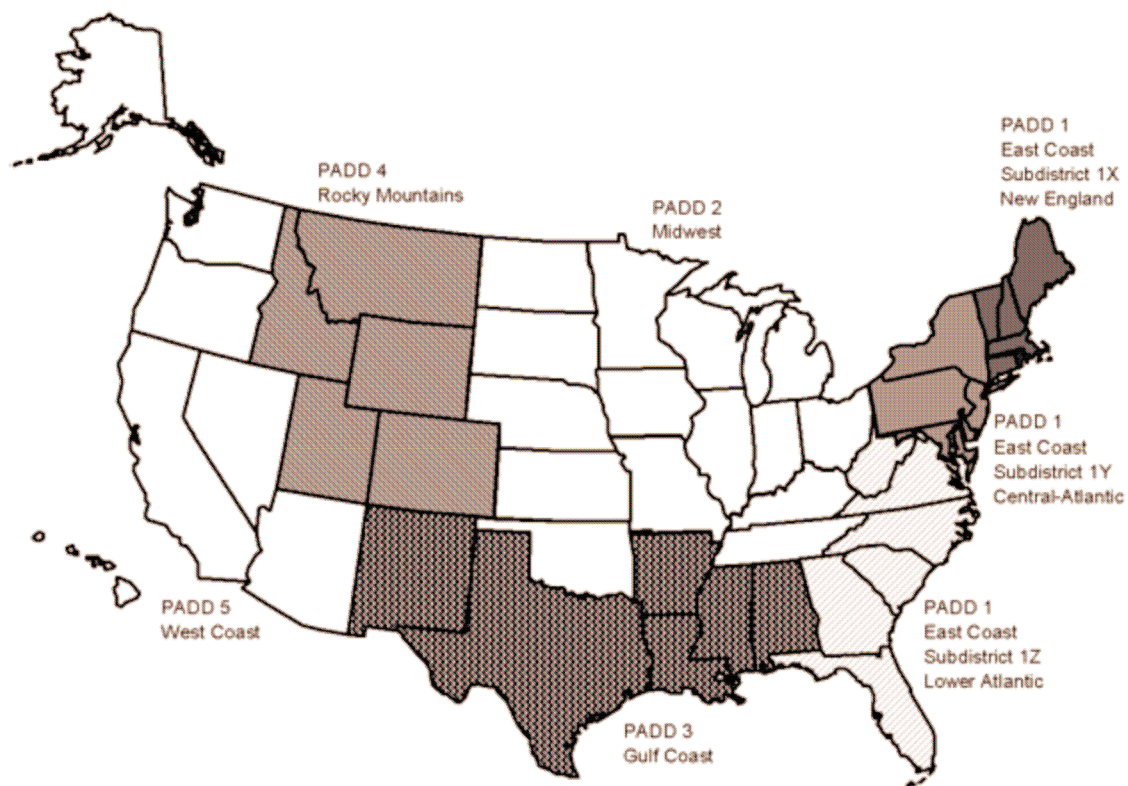 PADD 1
East Coast
Subdistrict 1X
New England
PADD 4
Rocky Mountains
PADD 2
Midwest
PADD 1
East Coast
Subdistrict 1Y
Central-Atlantic
PADD 5
West Coast
PADD 1
East Coast
Subdistrict 1Z
Lower Atlantic
PADD 3
Gulf Coast